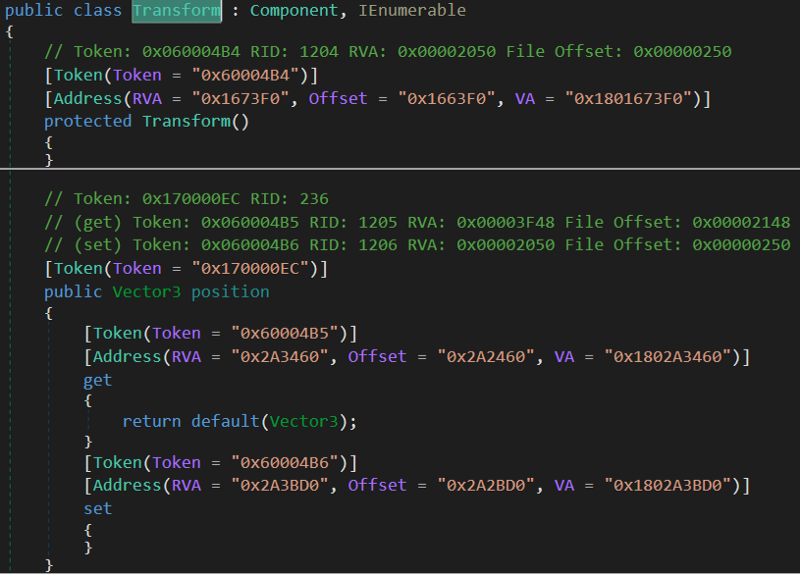 public class Transform : Component, IEnumerable
{
// Token: 0x060004B4 RID: 1204 RVA: 0x00002050 File Offset: 0x00000250
[Token(Token = "0x60004B4")]
[Address(RVA = "0x1673F0", Offset = "0x1663F0", VA = "0x1801673F0")]
protected Transform()
{
}
// Token: 0x170000EC RID: 236
// (get) Token: 0x060004B5 RID: 1205 RVA: 0x00003F48 File Offset: 0x00002148
// (set) Token: 0x060004B6 RID: 1206 RVA: 0x00002050 File Offset: 0x00000250
[Token(Token = "0x170000EC")]
public Vector3 position
{
[Token(Token = "0x60004B5")]
[Address(RVA = "0x2A3460", Offset = "0x2A2460", VA = "0x1802A3460")]
get
{
return default(Vector3);
}
[Token(Token = "0x60004B6")]
[Address(RVA = "0x2A3BD0", Offset = "0x2A2BD0", VA = "0x1802A3BD0")]
set
{
}
}